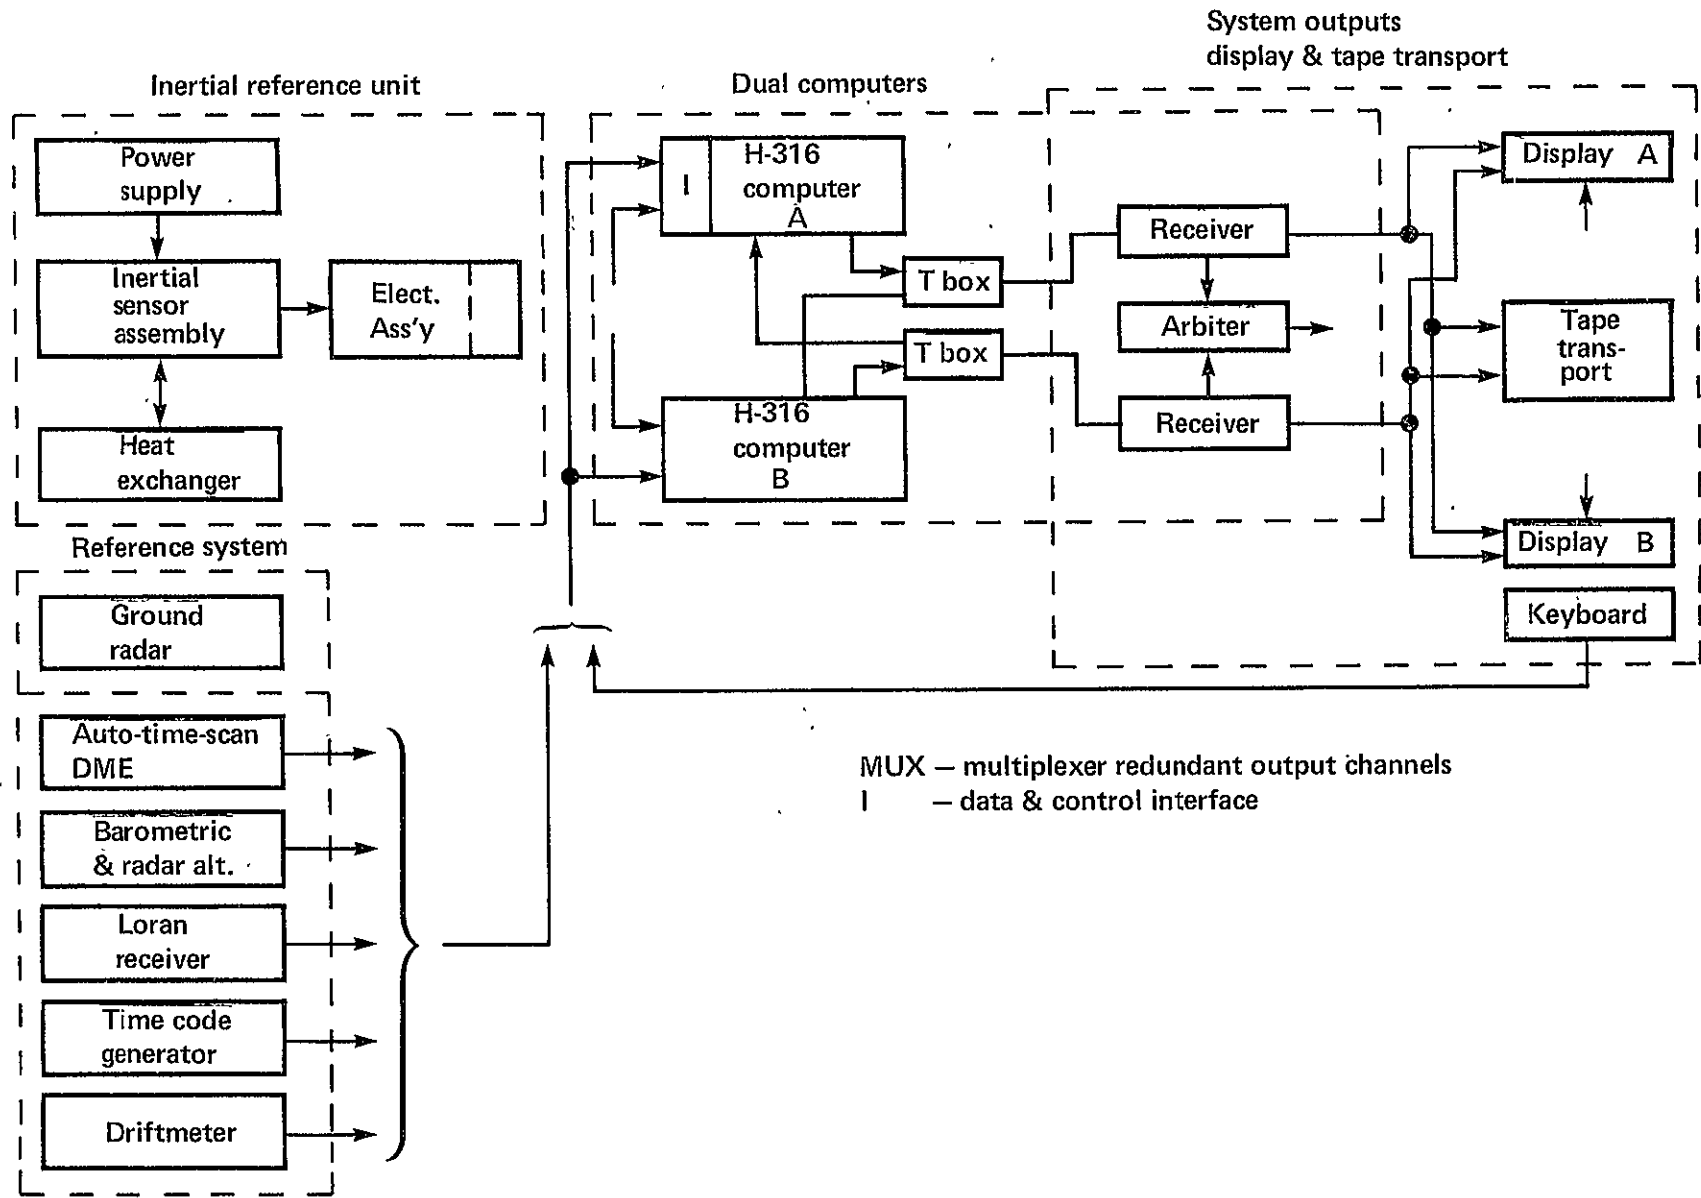 System outputs
display & tape transport
Inertial reference unit
Dual computers
Power
supply
Inertial
sensor
assembly
Elect.
Ass'y
Heat
exchanger
I
H-316
computer
A
T box
T box
H-316
computer
B
Receiver
Arbiter
Receiver
Display A
Tape
trans-
port
Display B
Keyboard
Reference system
Ground
radar
Auto-time-scan
DME
Barometric
& radar alt.
Loran
receiver
Time code
generator
Driftmeter
MUX — multiplexer redundant output channels
I — data & control interface